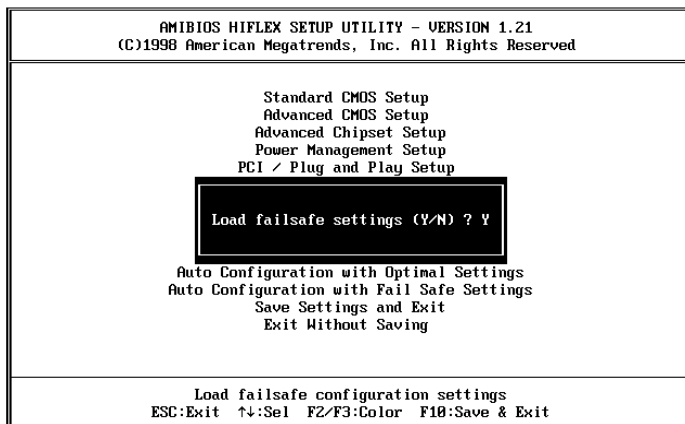 AMIBIOS HIFLEX SETUP UTILITY - VERSION 1.21
(C)1998 American Megatrends, Inc. All Rights Reserved
Standard CMOS Setup
Advanced CMOS Setup
Advanced Chipset Setup
Power Management Setup
PCI / Plug and Play Setup
Load failsafe settings (Y/N) ? Y
Auto Configuration with Optimal Settings
Auto Configuration with Fail Safe Settings
Save Settings and Exit
Exit Without Saving
Load failsafe configuration settings
ESC:Exit ↑↓:Sel F2/F3:Color F10:Save & Exit